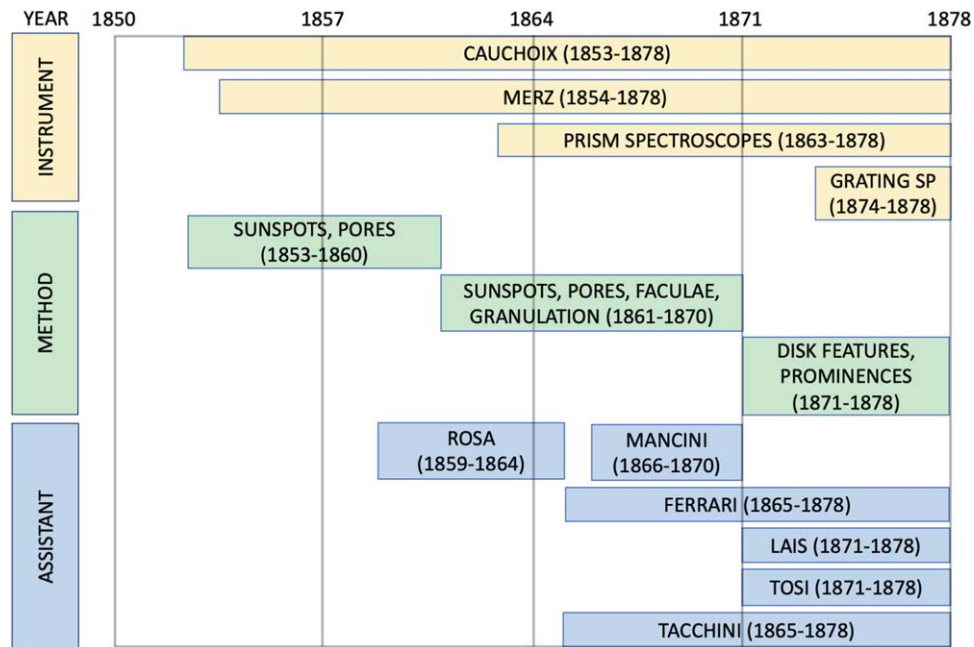 YEAR 1850 1857 1864 1871 1878
INSTRUMENT
CAUCHOIX (1853-1878)
MERZ (1854-1878)
PRISM SPECTROSCOPES (1863-1878)
GRATING SP
(1874-1878)
METHOD
SUNSPOTS, PORES
(1853-1860)
SUNSPOTS, PORES, FACULAE,
GRANULATION (1861-1870)
DISK FEATURES,
PROMINENCES
(1871-1878)
ASSISTANT
ROSA
(1859-1864)
MANCINI
(1866-1870)
FERRARI (1865-1878)
LAIS (1871-1878)
TOSI (1871-1878)
TACCHINI (1865-1878)